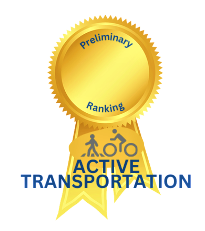 Preliminary
Ranking
ACTIVE
TRANSPORTATION